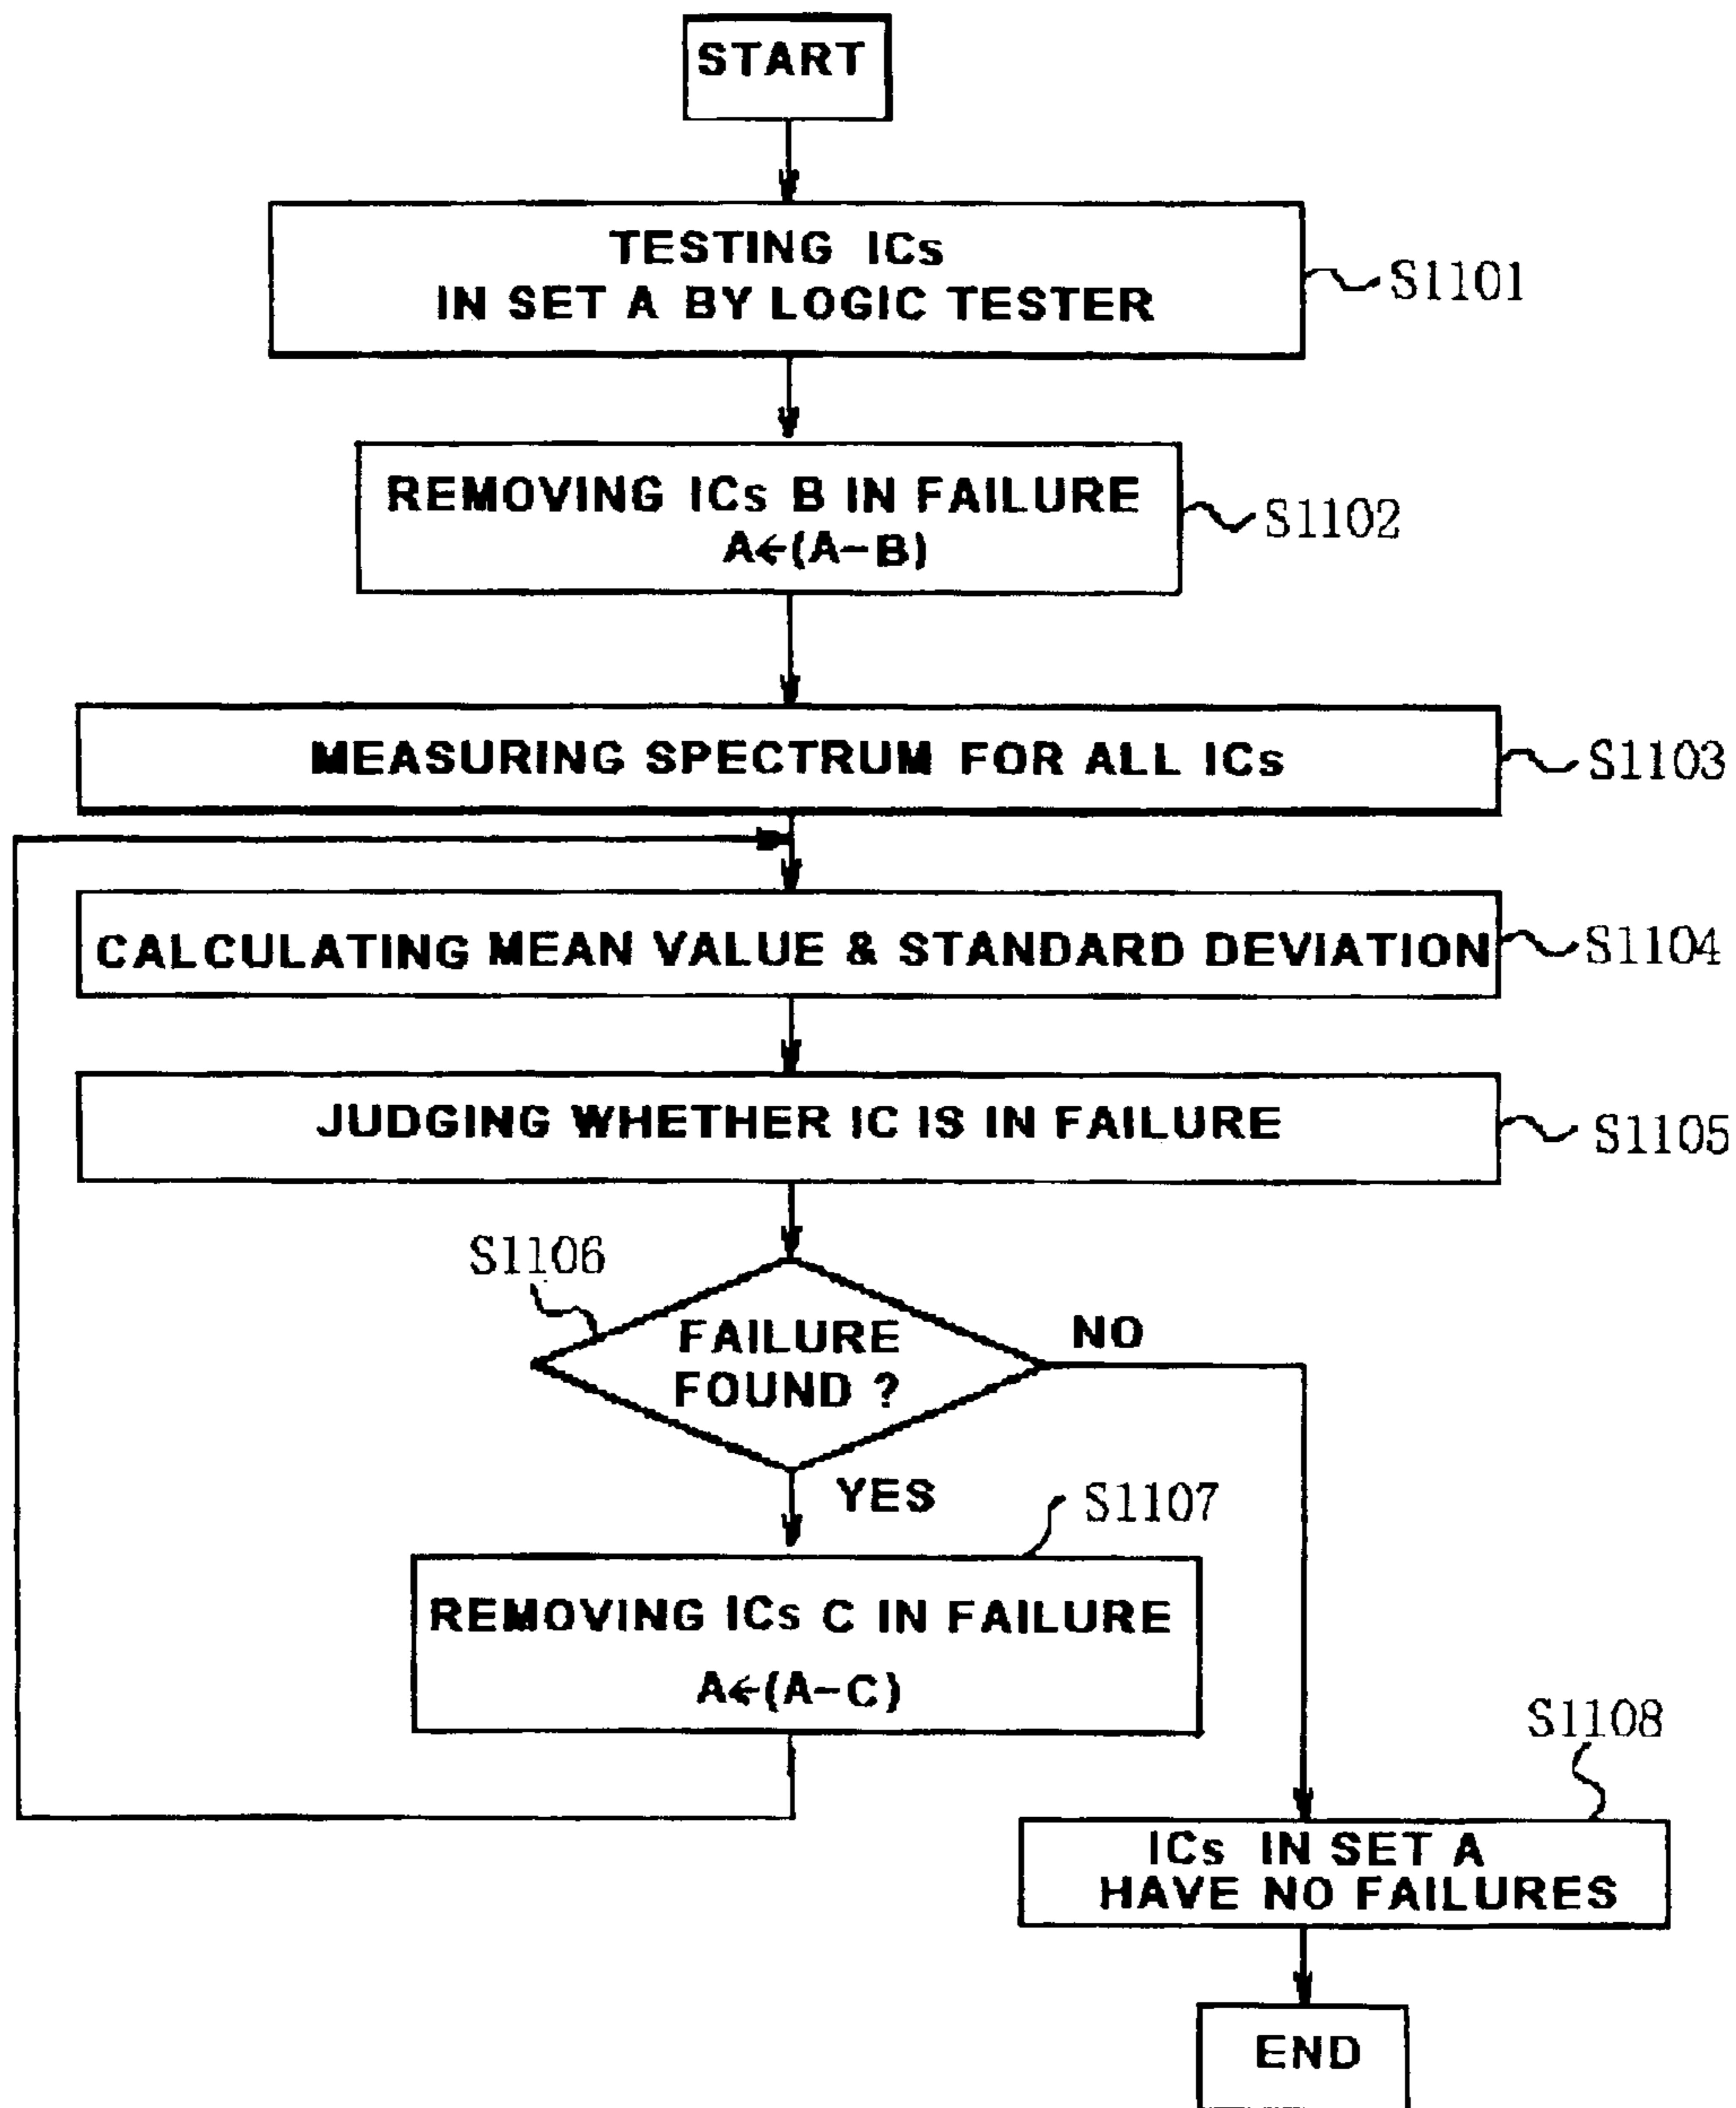 START
TESTING ICs
IN SET A BY LOGIC TESTER
S1101
REMOVING ICs B IN FAILURE
A←(A−B)
S1102
MEASURING SPECTRUM FOR ALL ICs
S1103
CALCULATING MEAN VALUE & STANDARD DEVIATION
S1104
JUDGING WHETHER IC IS IN FAILURE
S1105
S1106
FAILURE
FOUND ?
NO
YES
S1107
REMOVING ICs C IN FAILURE
A←(A−C)
S1108
ICs IN SET A
HAVE NO FAILURES
END